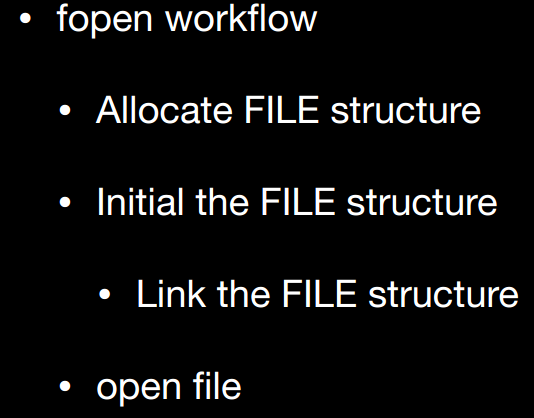 • fopen workflow
• Allocate FILE structure
• Initial the FILE structure
• Link the FILE structure
• open file